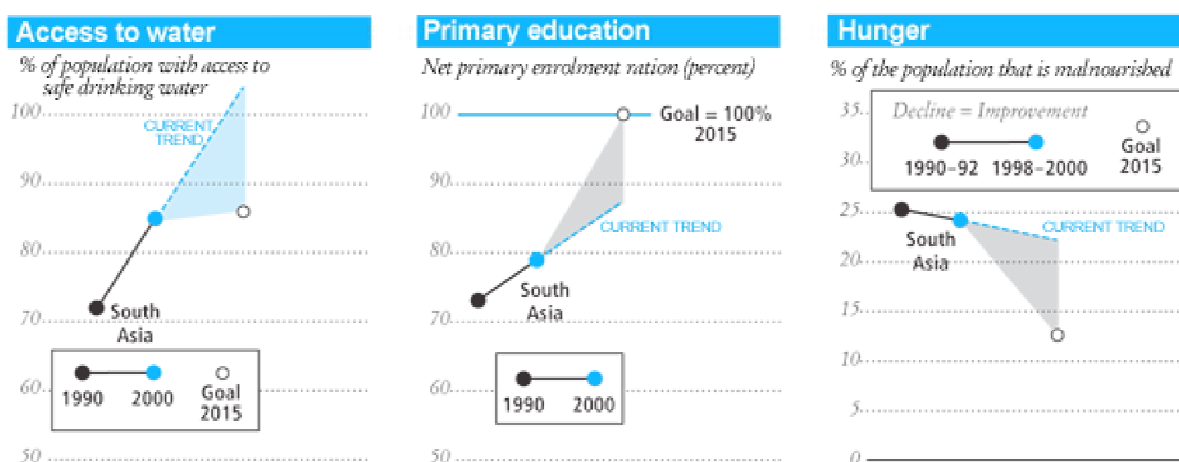 Access to water
% of population with access to
safe drinking water
100
CURRENT
TREND
90
80
70
South
Asia
60
1990 2000 Goal
2015
50
Primary education
Net primary enrolment ration (percent)
100
Goal = 100%
2015
90
CURRENT TREND
80
South
Asia
70
60
1990 2000
50
Hunger
% of the population that is malnourished
35
Decline = Improvement
30
1990-92 1998-2000 Goal
2015
25
CURRENT TREND
South
Asia
20
15
10
5
0